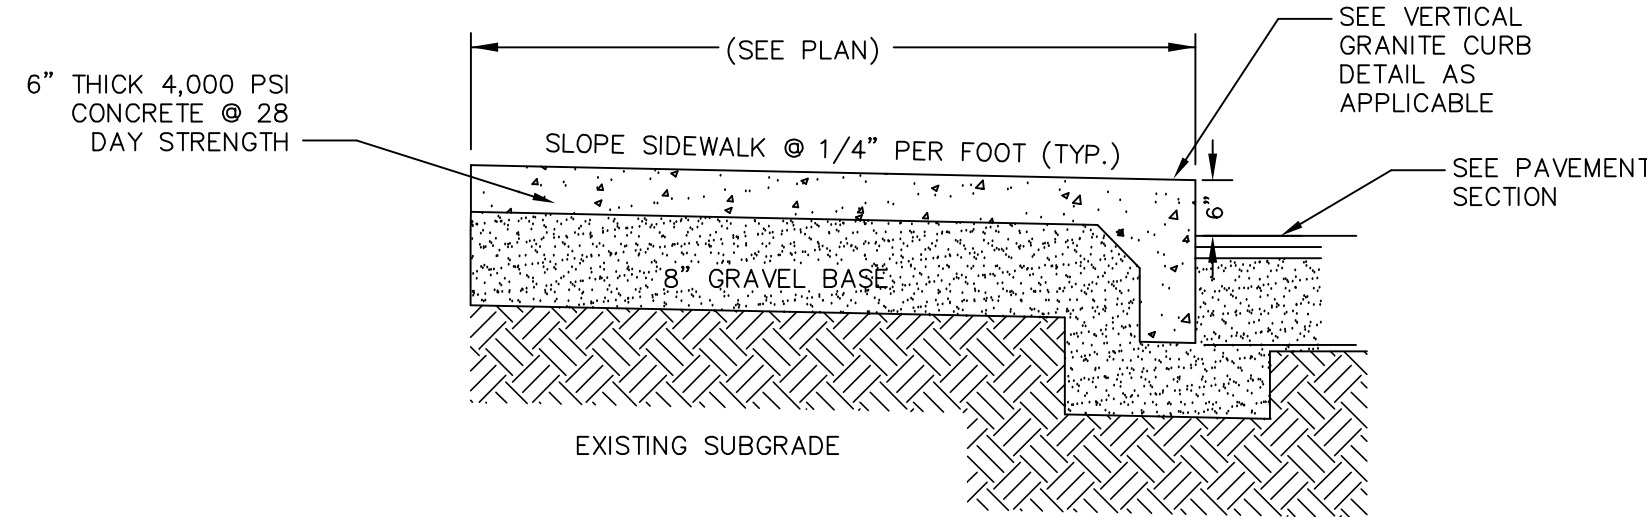 (SEE PLAN)
SEE VERTICAL
GRANITE CURB
DETAIL AS
APPLICABLE
6” THICK 4,000 PSI
CONCRETE @ 28
DAY STRENGTH
SLOPE SIDEWALK @ 1/4” PER FOOT (TYP.)
SEE PAVEMENT
SECTION
6”
8” GRAVEL BASE
EXISTING SUBGRADE